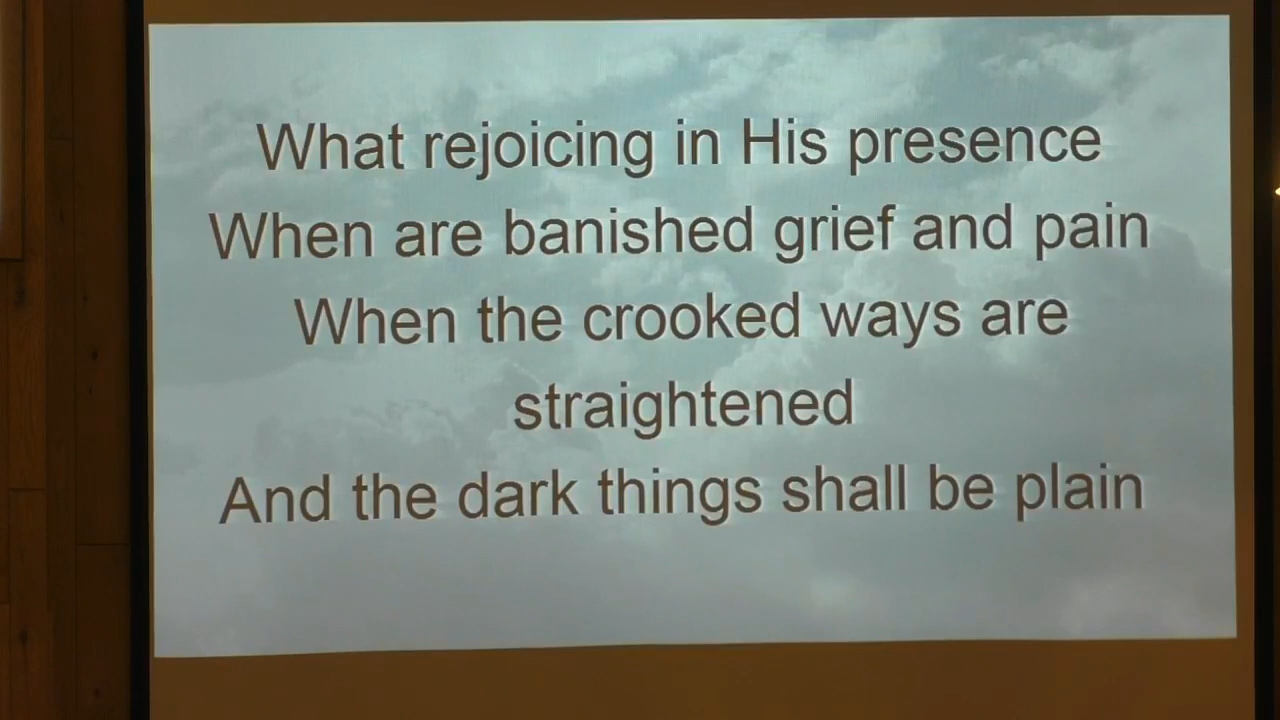 What rejoicing in His presence
When are banished grief and pain
When the crooked ways are
straightened
And the dark things shall be plain